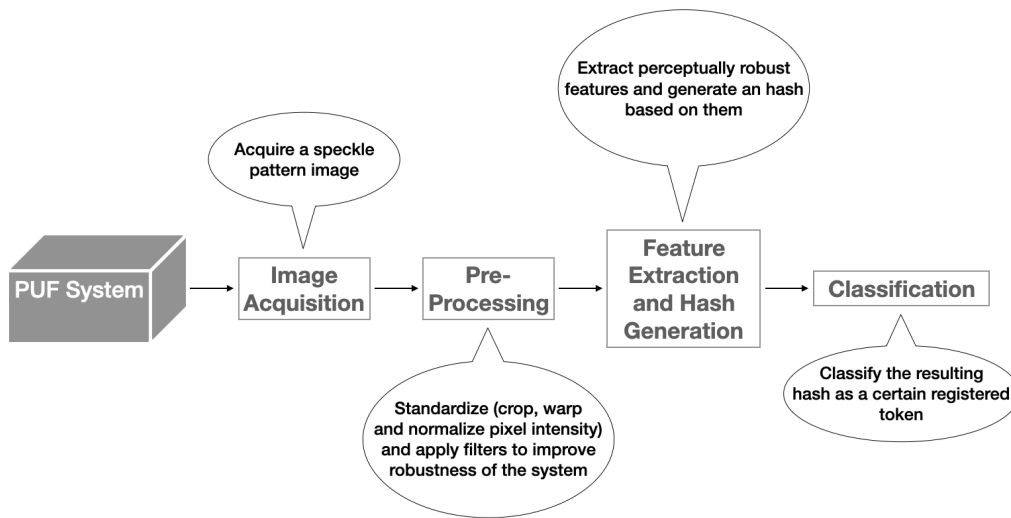 Extract perceptually robust
features and generate an hash
based on them
Acquire a speckle
pattern image
PUF System
Image
Acquisition
Pre-
Processing
Feature
Extraction
and Hash
Generation
Classification
Standardize (crop, warp
and normalize pixel intensity)
and apply filters to improve
robustness of the system
Classify the resulting
hash as a certain registered
token